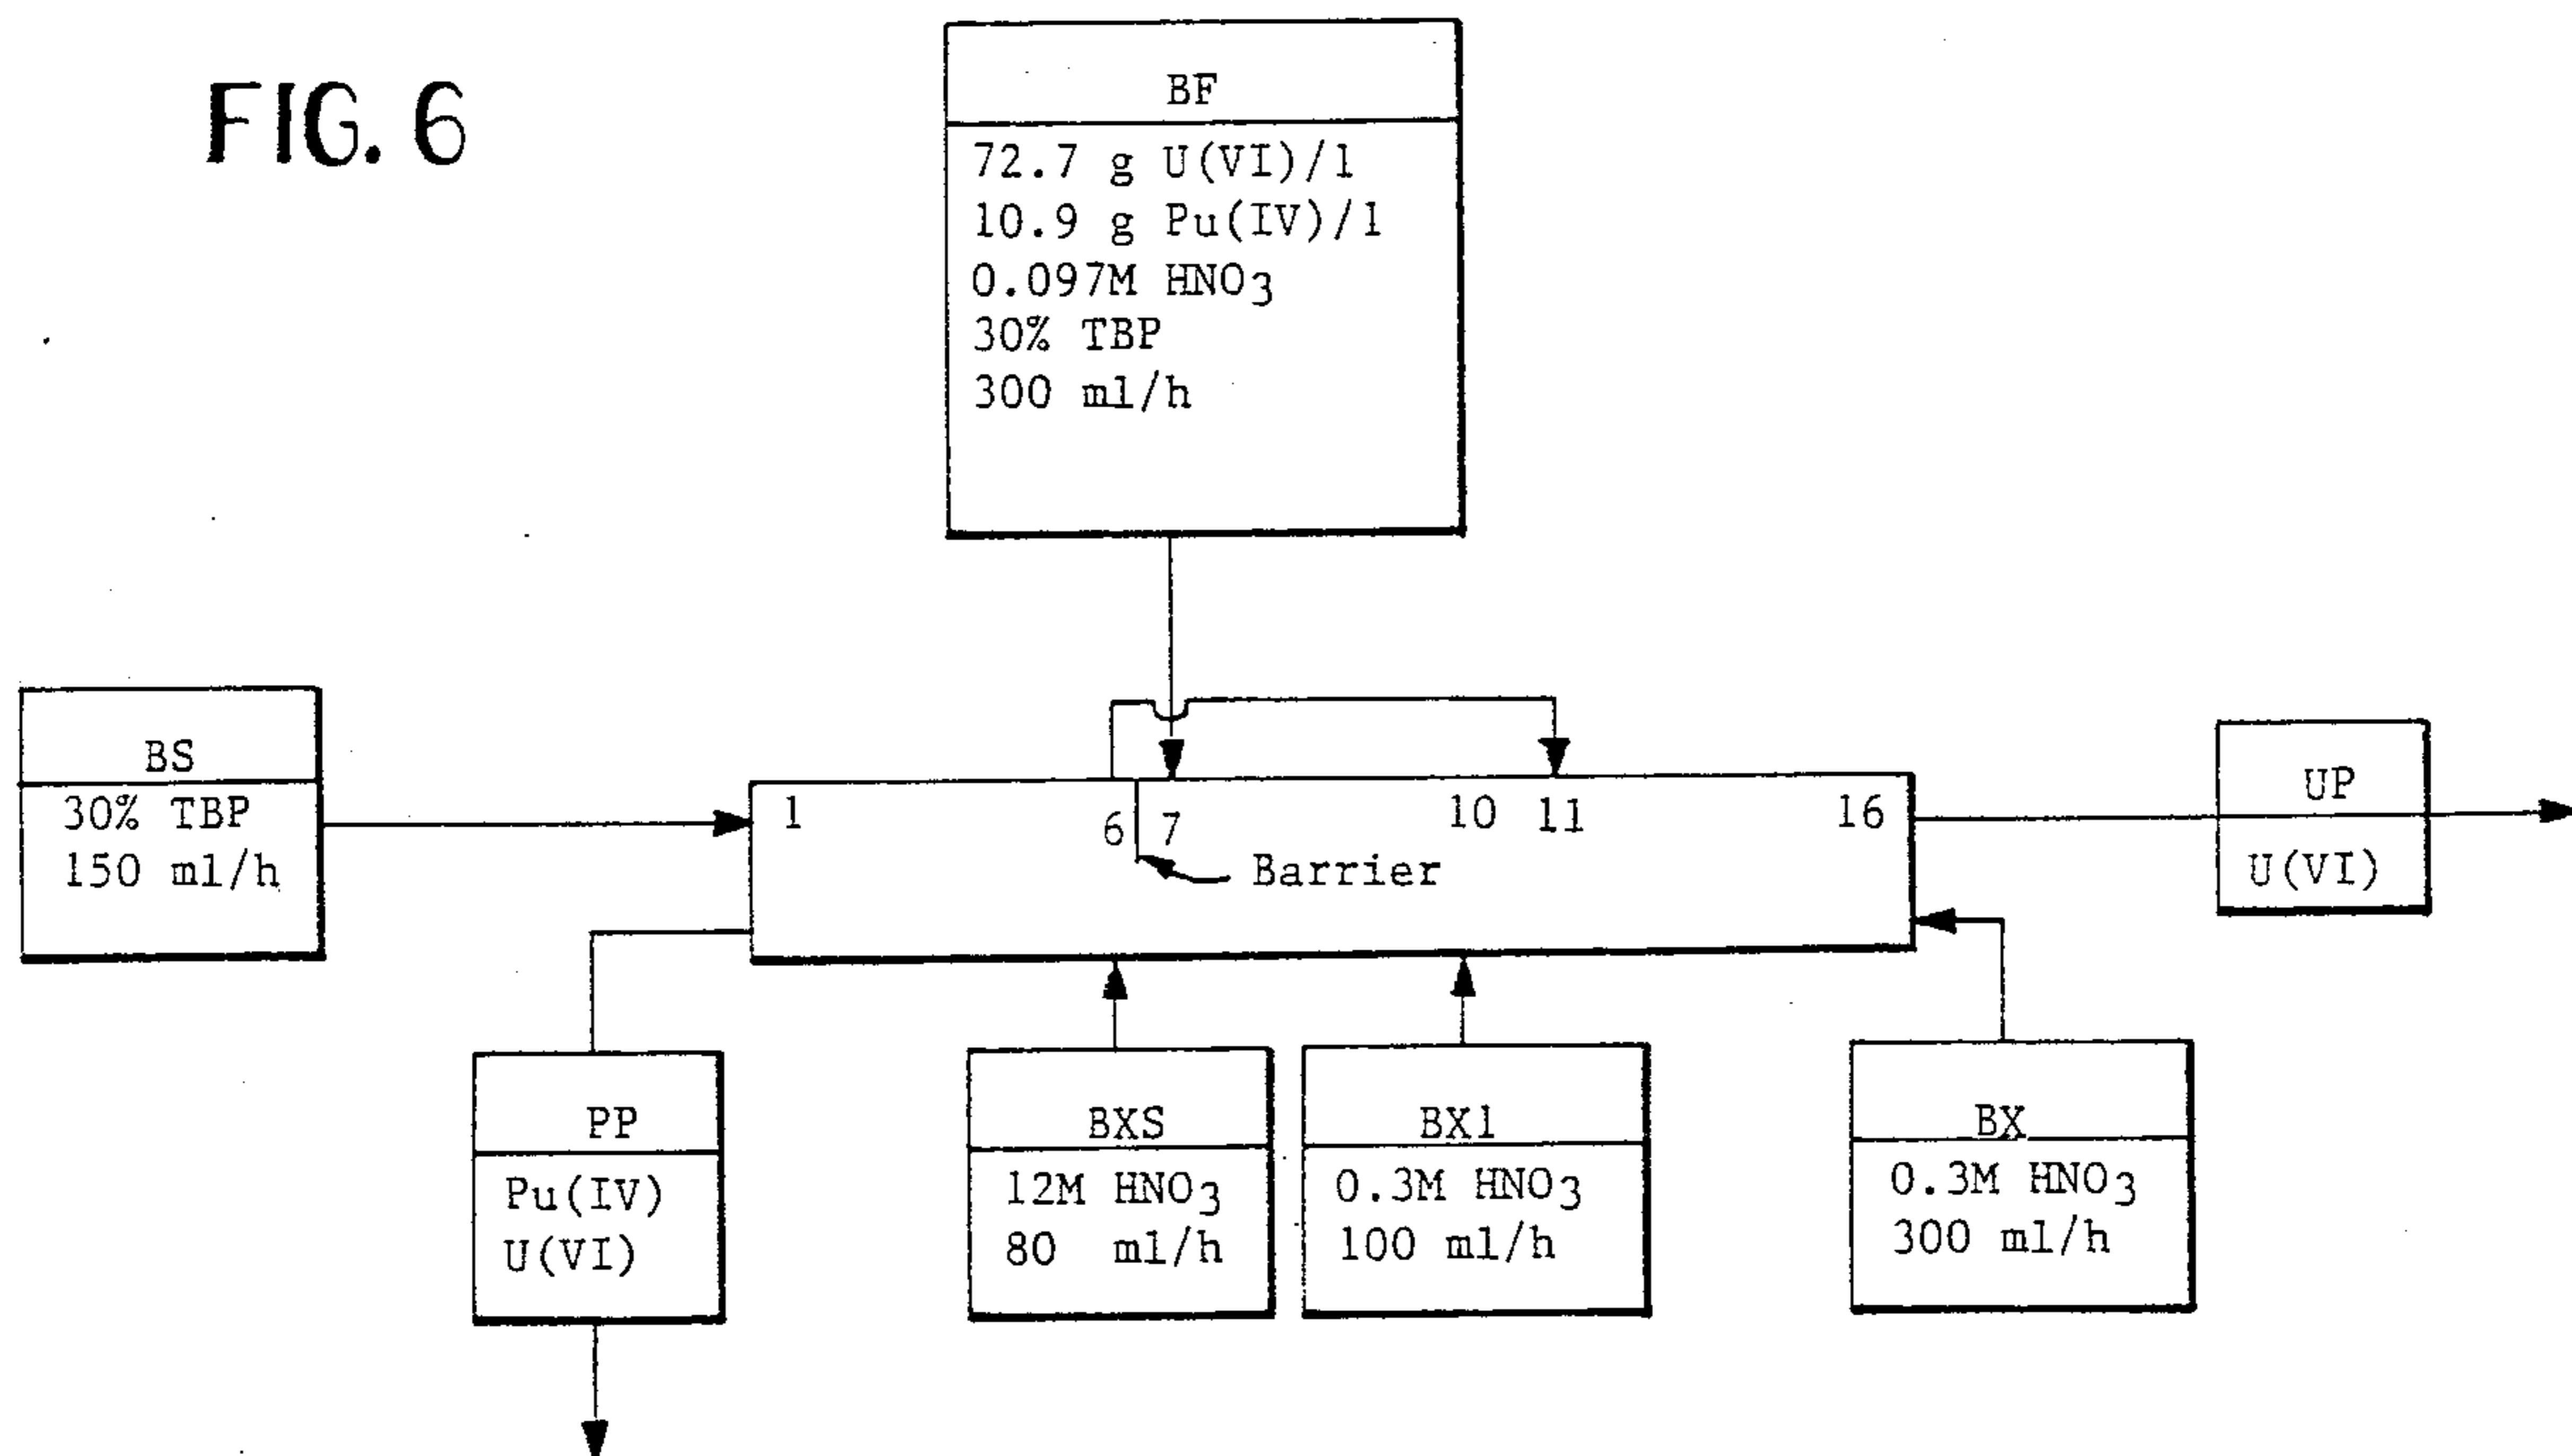 FIG. 6
BF
72.7 g U(VI)/l
10.9 g Pu(IV)/l
0.097M HNO3
30% TBP
300 ml/h
BS
30% TBP
150 ml/h
1
6
7
10
11
16
Barrier
UP
U(VI)
PP
Pu(IV)
U(VI)
BXS
12M HNO3
80 ml/h
BX1
0.3M HNO3
100 ml/h
BX
0.3M HNO3
300 ml/h